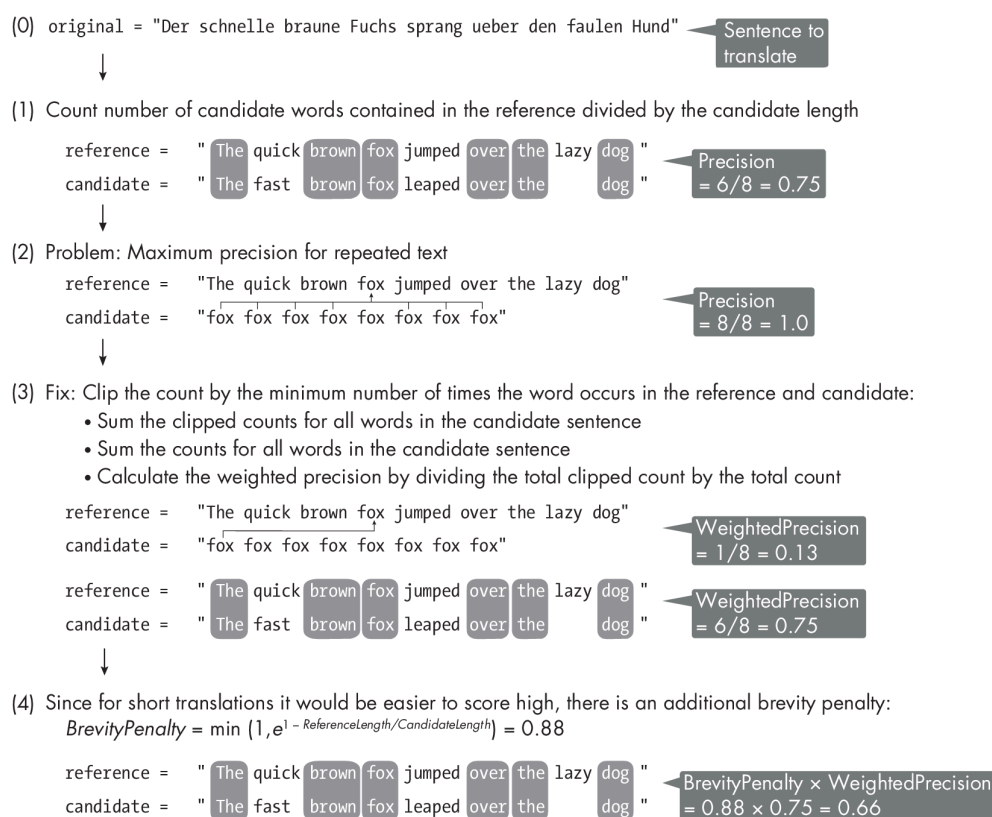 (0) original = "Der schnelle braune Fuchs sprang ueber den faulen Hund"
Sentence to
translate
(1) Count number of candidate words contained in the reference divided by the candidate length
reference = " The quick brown fox jumped over the lazy dog "
candidate = " The fast brown fox leaped over the dog "
Precision
= 6/8 = 0.75
(2) Problem: Maximum precision for repeated text
reference = "The quick brown fox jumped over the lazy dog"
candidate = "fox fox fox fox fox fox fox fox"
Precision
= 8/8 = 1.0
(3) Fix: Clip the count by the minimum number of times the word occurs in the reference and candidate:
• Sum the clipped counts for all words in the candidate sentence
• Sum the counts for all words in the candidate sentence
• Calculate the weighted precision by dividing the total clipped count by the total count
reference = "The quick brown fox jumped over the lazy dog"
candidate = "fox fox fox fox fox fox fox fox"
WeightedPrecision
= 1/8 = 0.13
reference = " The quick brown fox jumped over the lazy dog "
candidate = " The fast brown fox leaped over the dog "
WeightedPrecision
= 6/8 = 0.75
(4) Since for short translations it would be easier to score high, there is an additional brevity penalty:
BrevityPenalty = min (1,e^1 – ReferenceLength/CandidateLength) = 0.88
reference = " The quick brown fox jumped over the lazy dog "
candidate = " The fast brown fox leaped over the dog "
BrevityPenalty × WeightedPrecision
= 0.88 × 0.75 = 0.66